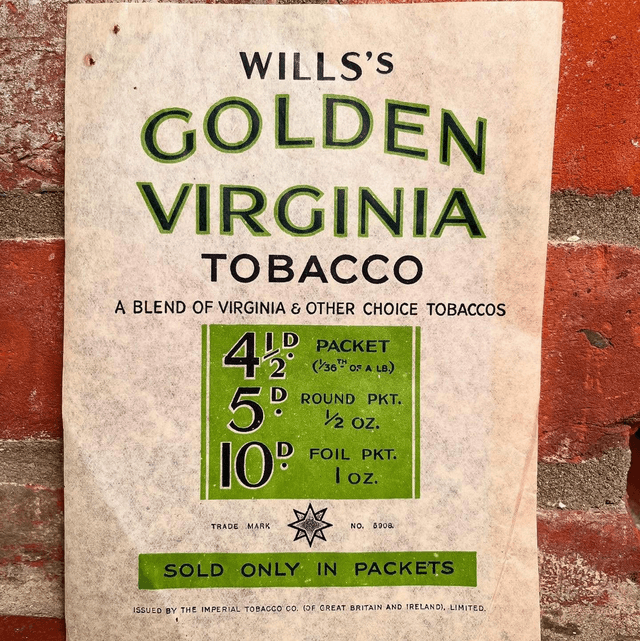 WILLS'S
GOLDEN
VIRGINIA
TOBACCO
A BLEND OF VIRGINIA & OTHER CHOICE TOBACCOS
4½D. PACKET
(1/36TH OF A LB.)
5D. ROUND PKT.
½ OZ.
10D. FOIL PKT.
1 OZ.
TRADE MARK NO. 5908.
SOLD ONLY IN PACKETS
ISSUED BY THE IMPERIAL TOBACCO CO. (OF GREAT BRITAIN AND IRELAND), LIMITED.